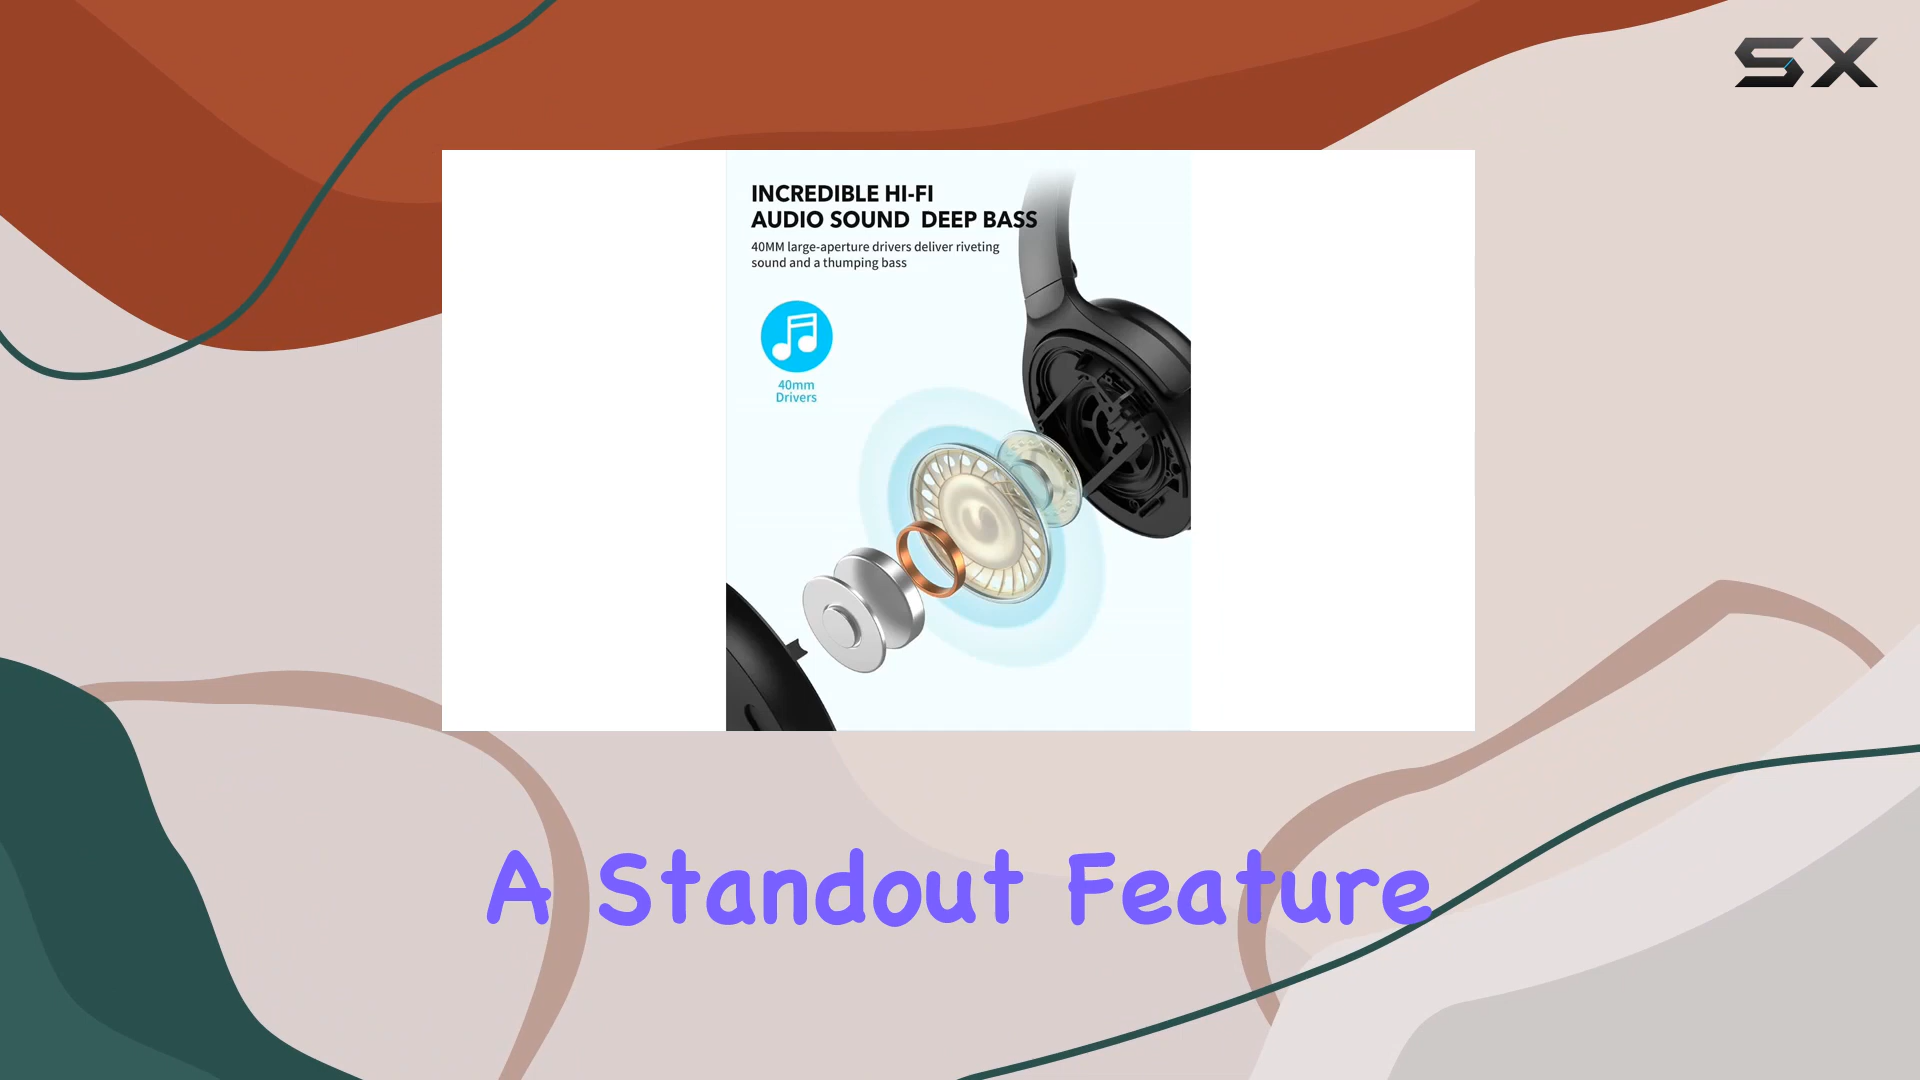 SX
INCREDIBLE HI-FI
AUDIO SOUND DEEP BASS
40MM large-aperture drivers deliver riveting
sound and a thumping bass
40mm
Drivers
A Standout Feature